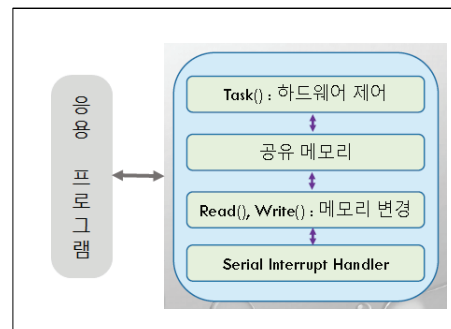 응용 프로그램
Task() : 하드웨어 제어
공유 메모리
Read(), Write() : 메모리 변경
Serial Interrupt Handler